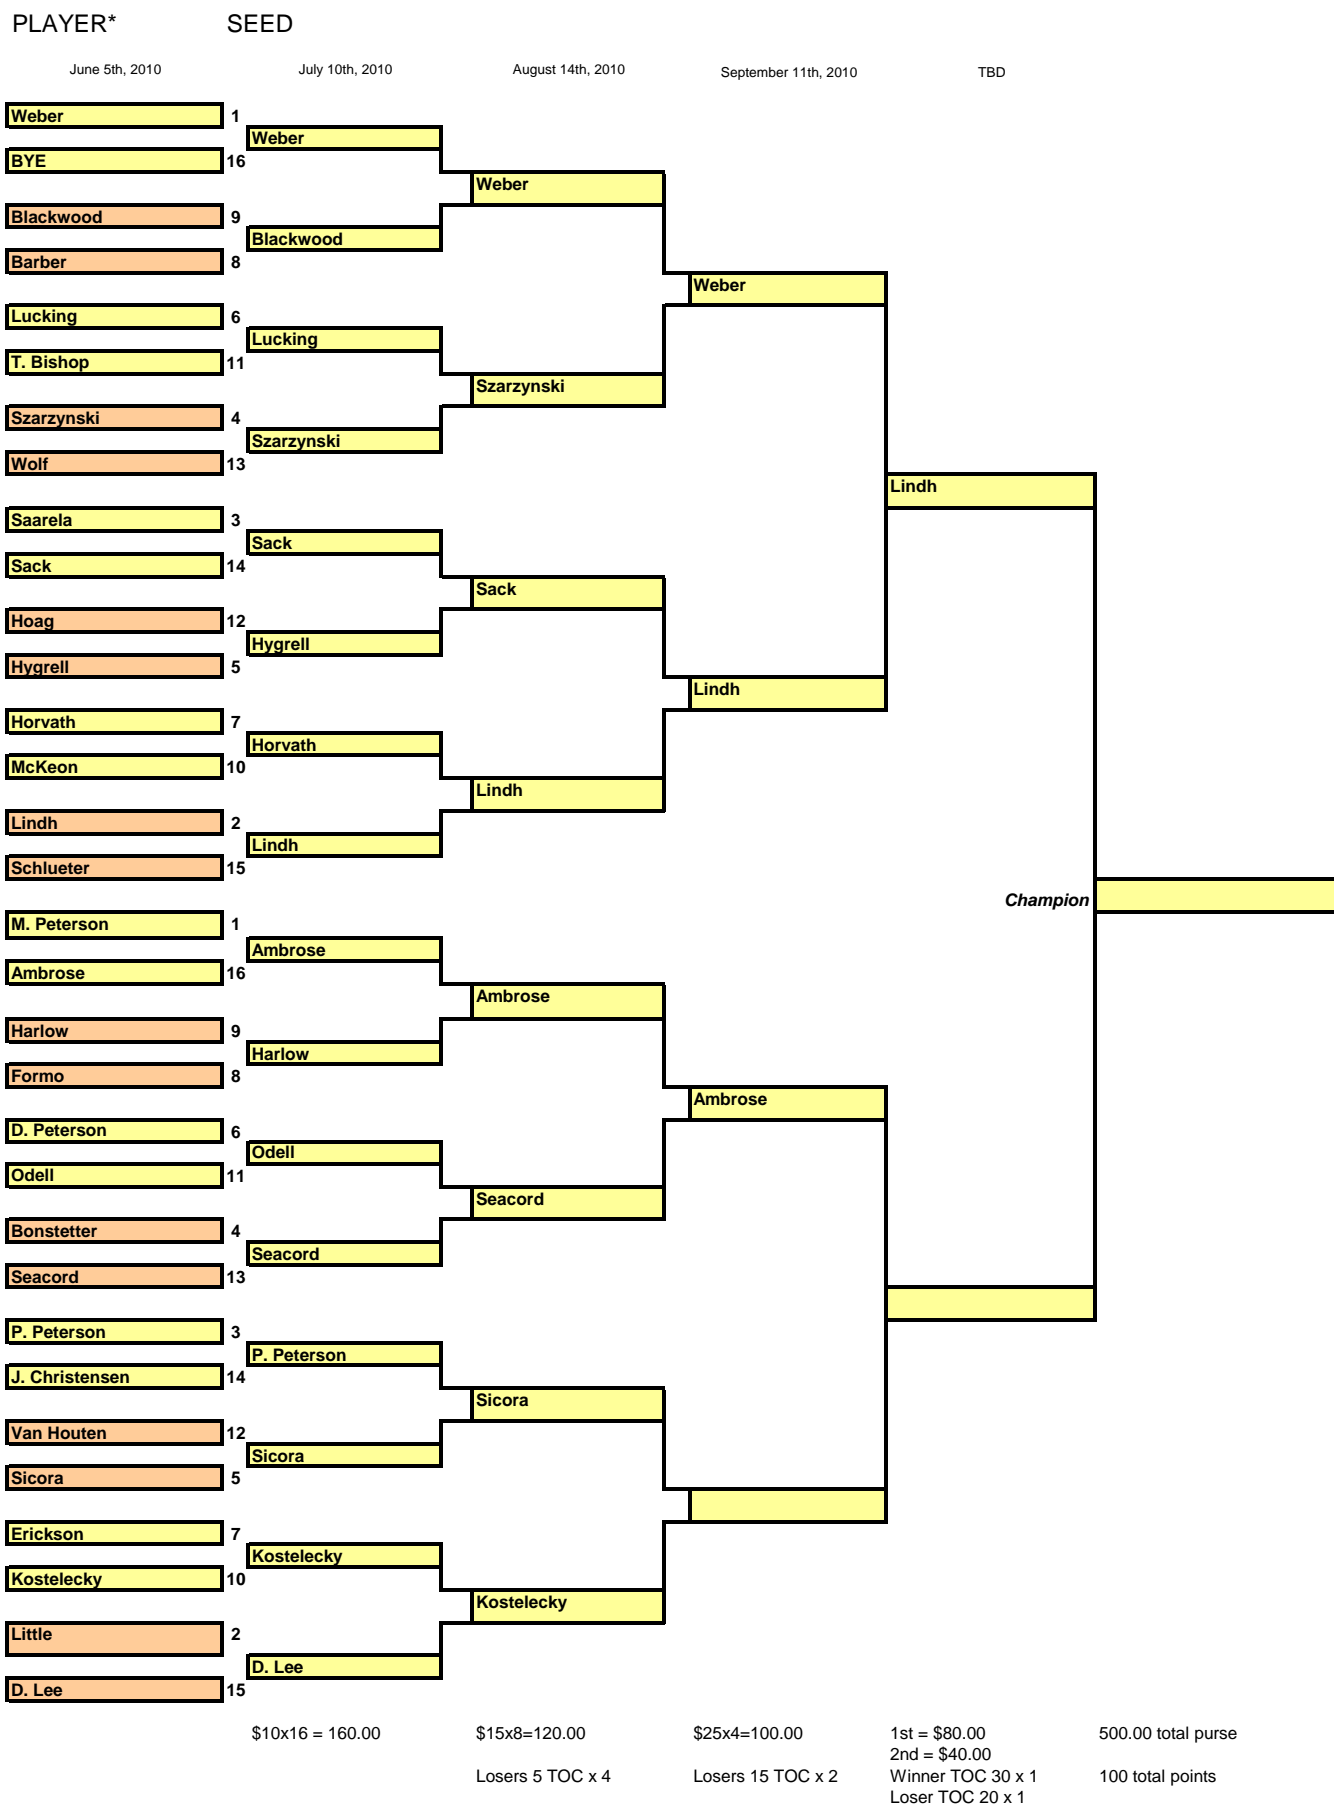 PLAYER* SEED
June 5th, 2010 July 10th, 2010 August 14th, 2010 September 11th, 2010 TBD
Weber 1
Weber
BYE 16
Weber
Blackwood 9
Blackwood
Barber 8
Weber
Lucking 6
Lucking
T. Bishop 11
Szarzynski
Szarzynski 4
Szarzynski
Wolf 13
Lindh
Saarela 3
Sack
Sack 14
Sack
Hoag 12
Hygrell
Hygrell 5
Lindh
Horvath 7
Horvath
McKeon 10
Lindh
Lindh 2
Lindh
Schlueter 15
Champion
M. Peterson 1
Ambrose
Ambrose 16
Ambrose
Harlow 9
Harlow
Formo 8
Ambrose
D. Peterson 6
Odell
Odell 11
Seacord
Bonstetter 4
Seacord
Seacord 13
P. Peterson 3
P. Peterson
J. Christensen 14
Sicora
Van Houten 12
Sicora
Sicora 5
Erickson 7
Kostelecky
Kostelecky 10
Kostelecky
Little 2
D. Lee
D. Lee 15
$10x16 = 160.00 $15x8=120.00 $25x4=100.00 1st = $80.00 500.00 total purse
2nd = $40.00
Losers 5 TOC x 4 Losers 15 TOC x 2 Winner TOC 30 x 1 100 total points
Loser TOC 20 x 1